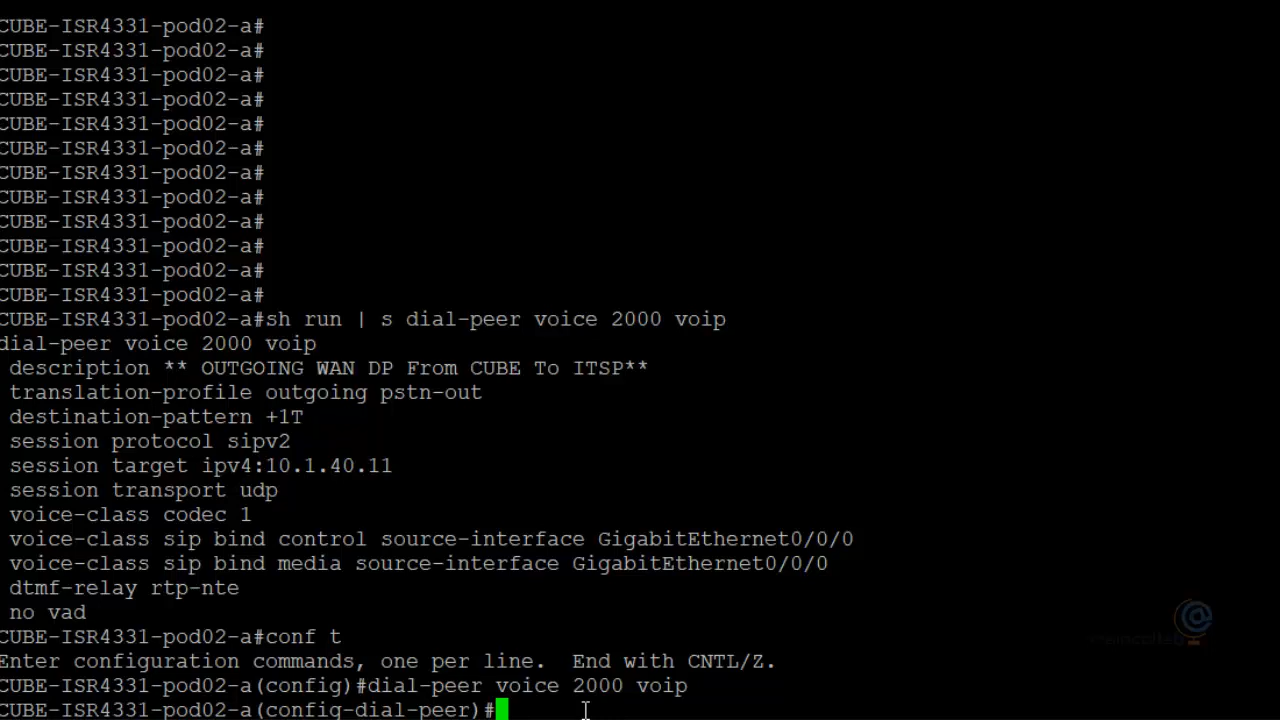 CUBE-ISR4331-pod02-a#
CUBE-ISR4331-pod02-a#
CUBE-ISR4331-pod02-a#
CUBE-ISR4331-pod02-a#
CUBE-ISR4331-pod02-a#
CUBE-ISR4331-pod02-a#
CUBE-ISR4331-pod02-a#
CUBE-ISR4331-pod02-a#
CUBE-ISR4331-pod02-a#
CUBE-ISR4331-pod02-a#
CUBE-ISR4331-pod02-a#
CUBE-ISR4331-pod02-a#
CUBE-ISR4331-pod02-a#sh run | s dial-peer voice 2000 voip
dial-peer voice 2000 voip
 description ** OUTGOING WAN DP From CUBE To ITSP**
 translation-profile outgoing pstn-out
 destination-pattern +1T
 session protocol sipv2
 session target ipv4:10.1.40.11
 session transport udp
 voice-class codec 1
 voice-class sip bind control source-interface GigabitEthernet0/0/0
 voice-class sip bind media source-interface GigabitEthernet0/0/0
 dtmf-relay rtp-nte
 no vad
CUBE-ISR4331-pod02-a#conf t
Enter configuration commands, one per line.  End with CNTL/Z.
CUBE-ISR4331-pod02-a(config)#dial-peer voice 2000 voip
CUBE-ISR4331-pod02-a(config-dial-peer)#